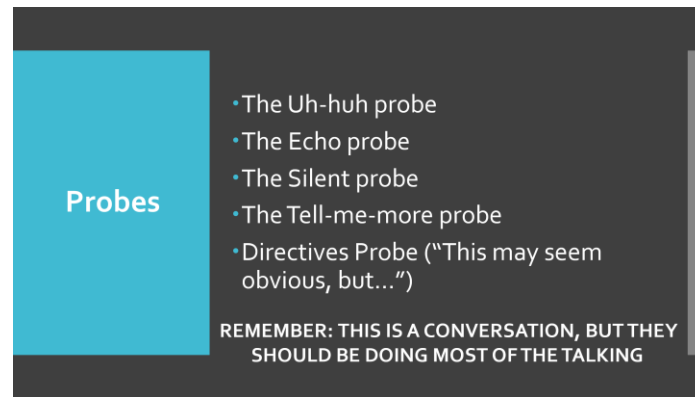 Probes
•The Uh-huh probe
•The Echo probe
•The Silent probe
•The Tell-me-more probe
•Directives Probe (“This may seem
obvious, but…”)
REMEMBER: THIS IS A CONVERSATION, BUT THEY
SHOULD BE DOING MOST OF THE TALKING